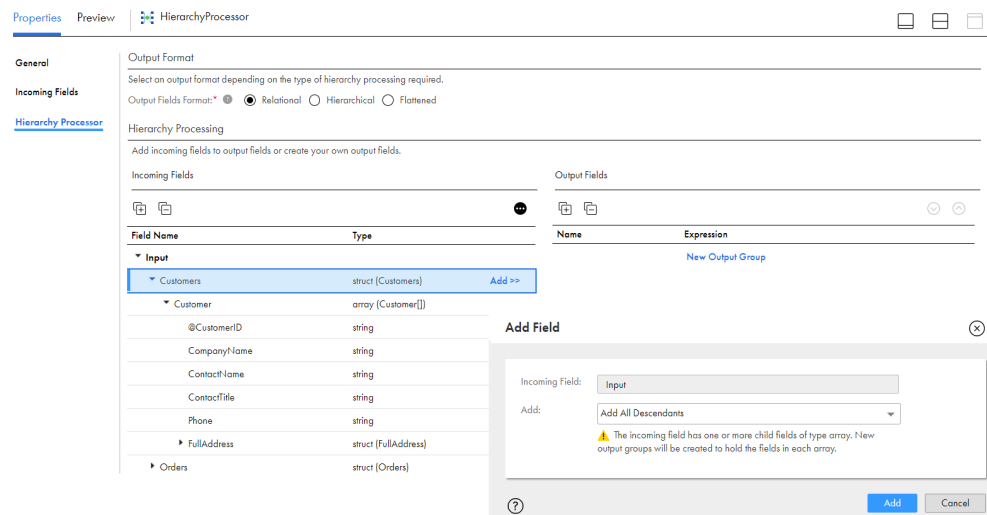 Properties Preview HierarchyProcessor
General
Incoming Fields
Hierarchy Processor
Output Format
Select an output format depending on the type of hierarchy processing required.
Output Fields Format:* ? Relational Hierarchical Flattened
Hierarchy Processing
Add incoming fields to output fields or create your own output fields.
Incoming Fields
Field Name Type
Input
Customers struct (Customers) Add >>
Customer array (Customer[])
@CustomerID string
CompanyName string
ContactName string
ContactTitle string
Phone string
FullAddress struct (FullAddress)
Orders struct (Orders)
Output Fields
Name Expression
New Output Group
Add Field
Incoming Field: Input
Add: Add All Descendants
The incoming field has one or more child fields of type array. New
output groups will be created to hold the fields in each array.
? Add Cancel